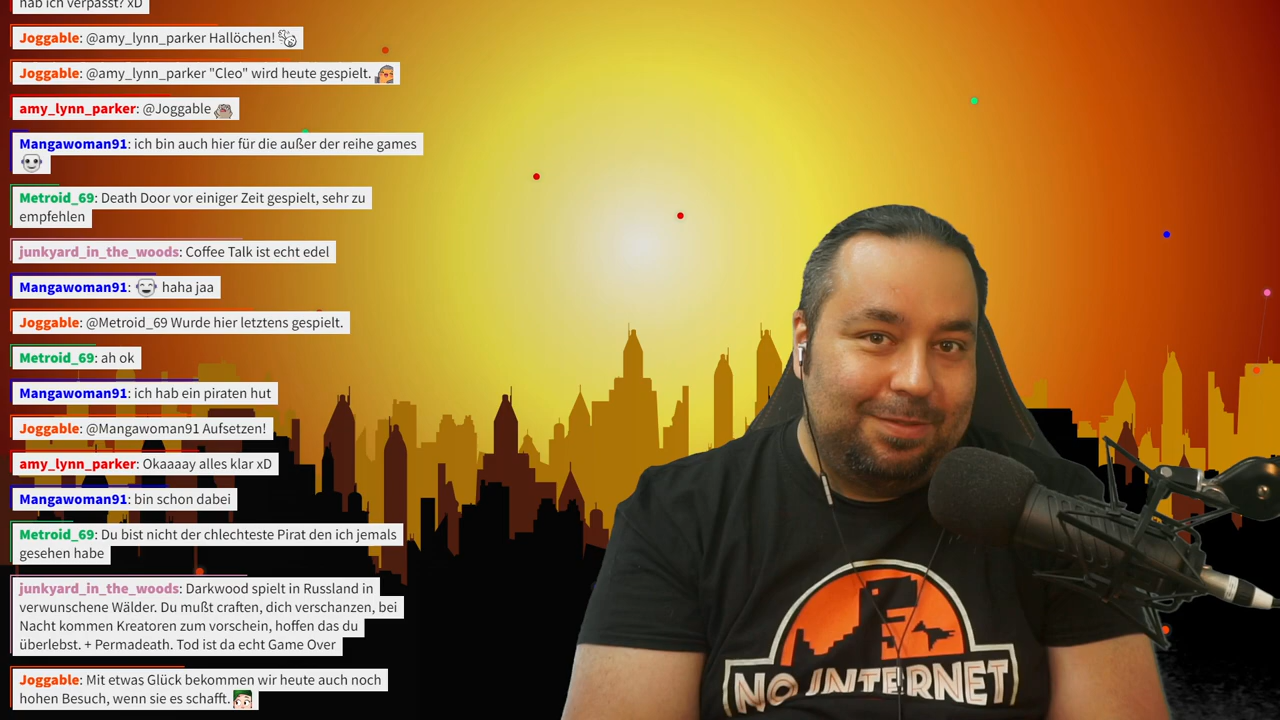 hab ich verpasst? xD
Joggable: @amy_lynn_parker Hallöchen!
Joggable: @amy_lynn_parker "Cleo" wird heute gespielt.
amy_lynn_parker: @Joggable
Mangawoman91: ich bin auch hier für die außer der reihe games
Metroid_69: Death Door vor einiger Zeit gespielt, sehr zu
empfehlen
junkyard_in_the_woods: Coffee Talk ist echt edel
Mangawoman91: haha jaa
Joggable: @Metroid_69 Wurde hier letztens gespielt.
Metroid_69: ah ok
Mangawoman91: ich hab ein piraten hut
Joggable: @Mangawoman91 Aufsetzen!
amy_lynn_parker: Okaaaay alles klar xD
Mangawoman91: bin schon dabei
Metroid_69: Du bist nicht der chlechteste Pirat den ich jemals
gesehen habe
junkyard_in_the_woods: Darkwood spielt in Russland in
verwunschene Wälder. Du mußt craften, dich verschanzen, bei
Nacht kommen Kreatoren zum vorschein, hoffen das du
überlebst. + Permadeath. Tod ist da echt Game Over
Joggable: Mit etwas Glück bekommen wir heute auch noch
hohen Besuch, wenn sie es schafft.
NO INTERNET